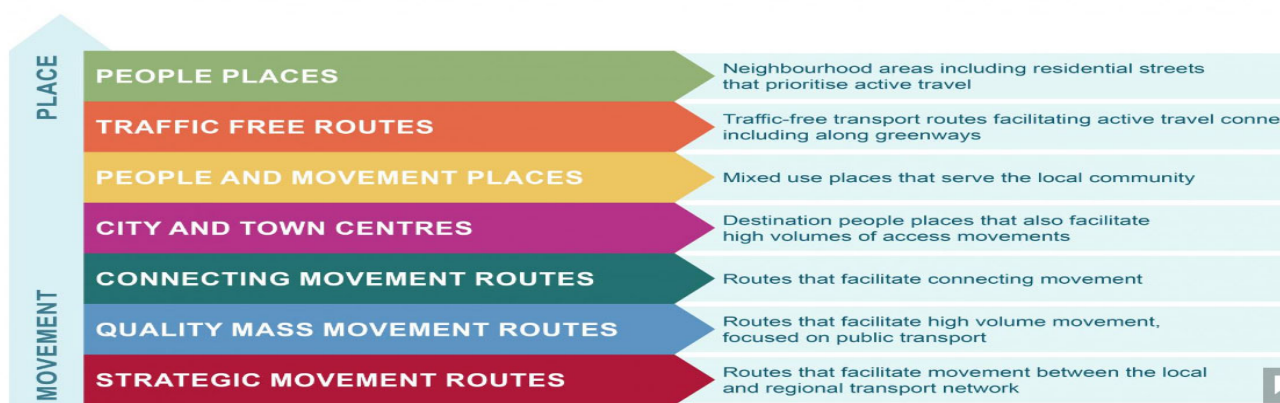 PLACE
PEOPLE PLACES
Neighbourhood areas including residential streets
that prioritise active travel
TRAFFIC FREE ROUTES
Traffic-free transport routes facilitating active travel
including along greenways
PEOPLE AND MOVEMENT PLACES
Mixed use places that serve the local community
CITY AND TOWN CENTRES
Destination people places that also facilitate
high volumes of access movements
MOVEMENT
CONNECTING MOVEMENT ROUTES
Routes that facilitate connecting movement
QUALITY MASS MOVEMENT ROUTES
Routes that facilitate high volume movement,
focused on public transport
STRATEGIC MOVEMENT ROUTES
Routes that facilitate movement between the local
and regional transport network